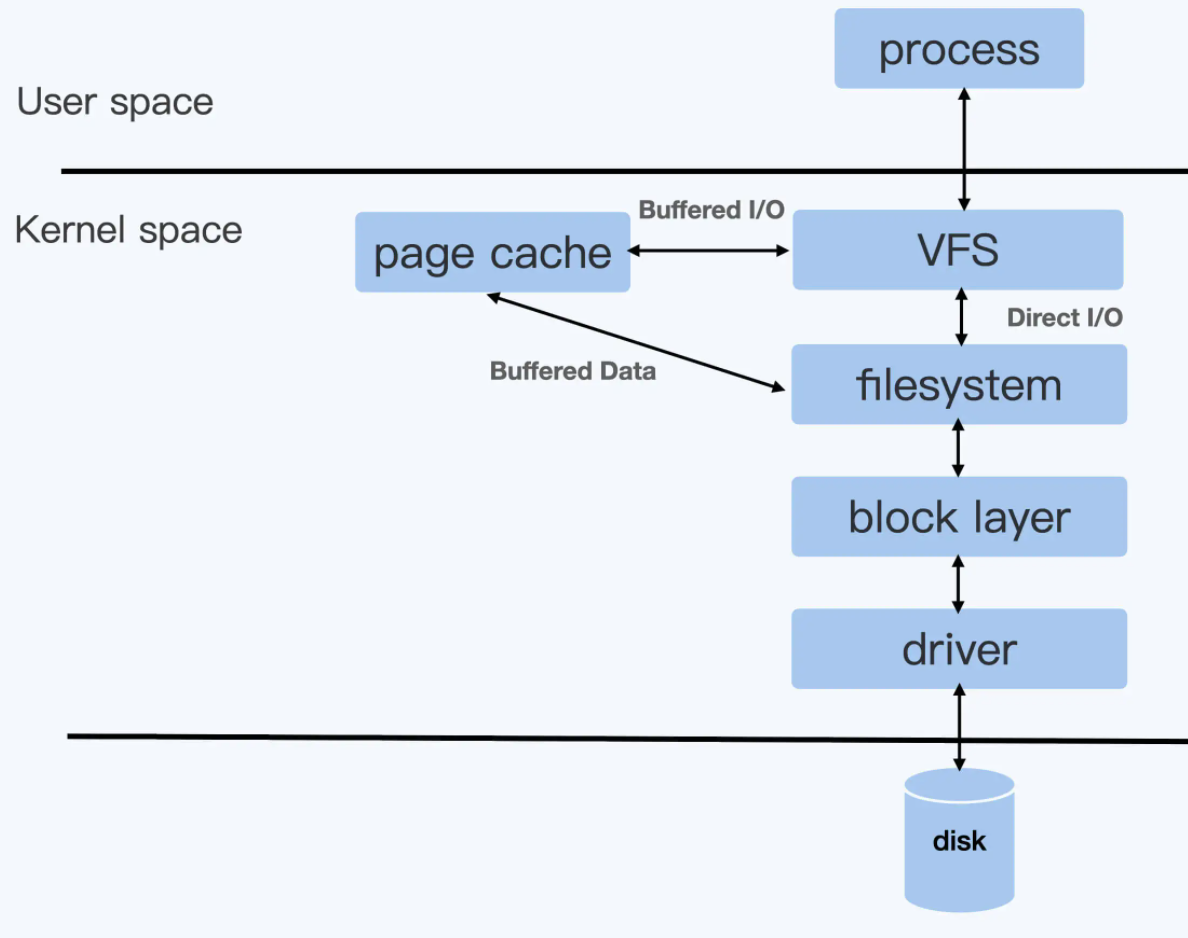 process
User space
Kernel space
Buffered I/O
page cache
VFS
Direct I/O
Buffered Data
filesystem
block layer
driver
disk